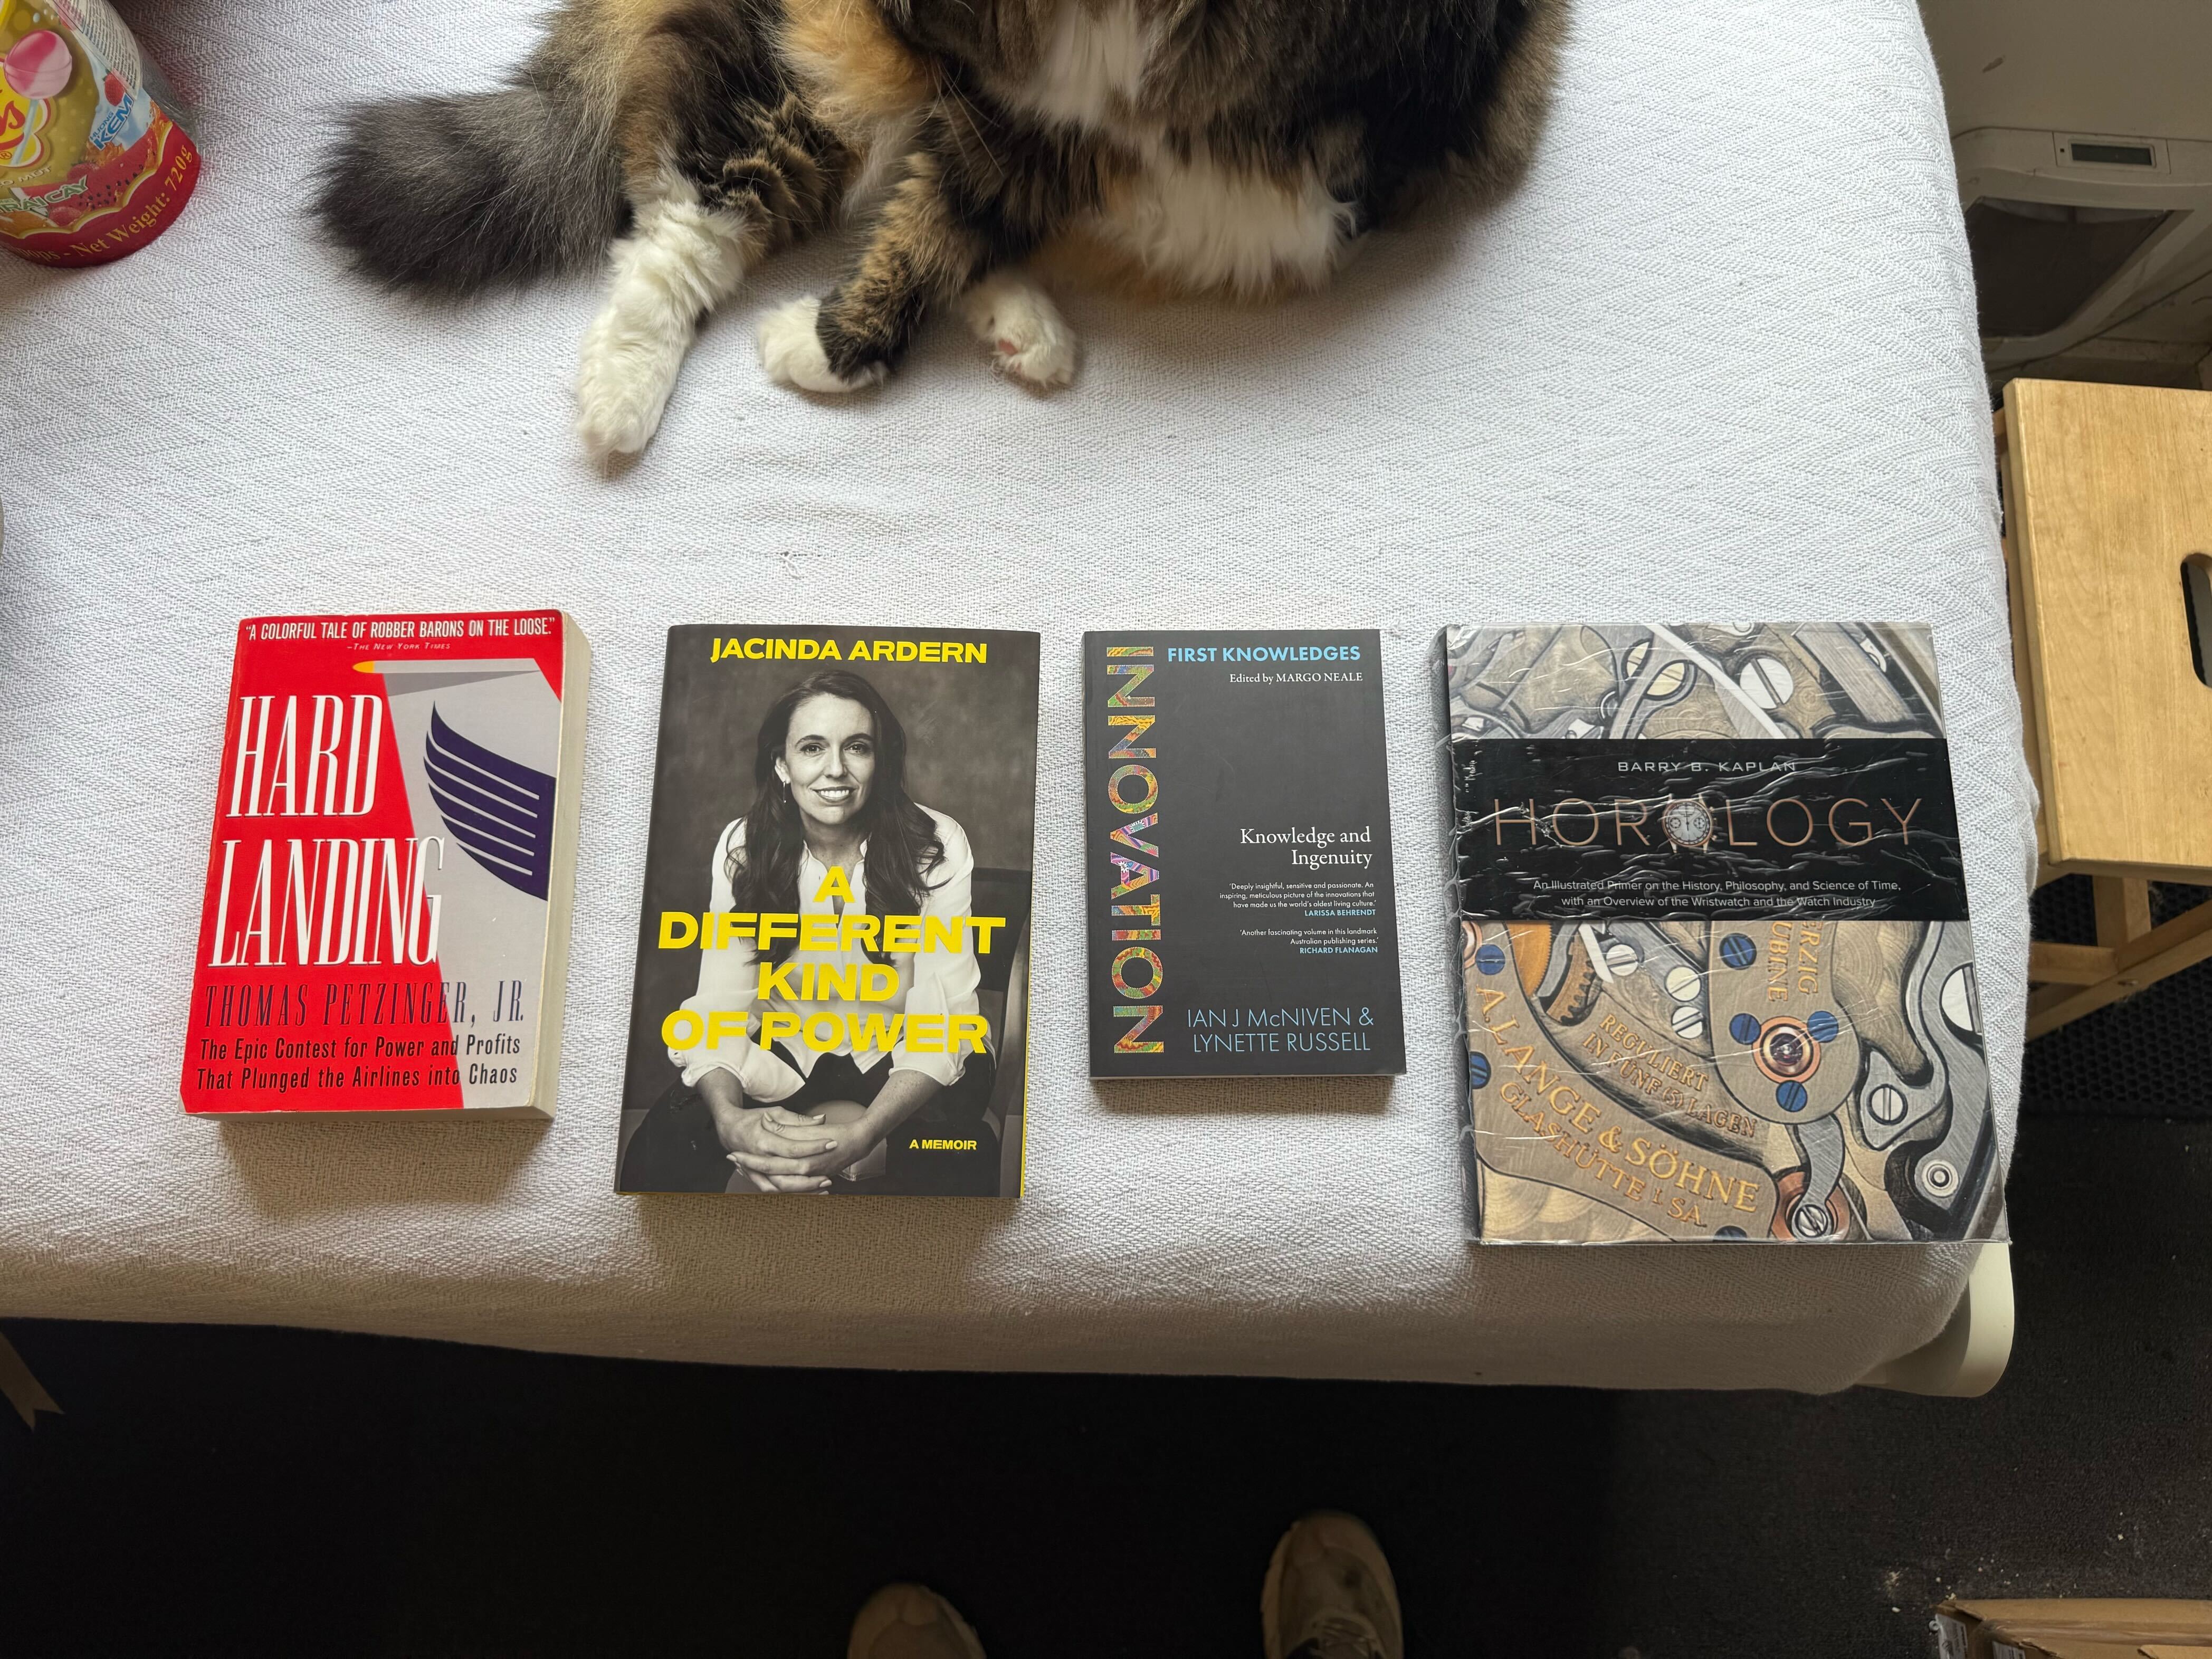 Net Weight: 720g
"A COLORFUL TALE OF ROBBER BARONS ON THE LOOSE."
–THE NEW YORK TIMES
HARD
LANDING
THOMAS PETZINGER, JR.
The Epic Contest for Power and Profits
That Plunged the Airlines into Chaos
JACINDA ARDERN
A
DIFFERENT
KIND
OF POWER
A MEMOIR
INNOVATION
FIRST KNOWLEDGES
Edited by MARGO NEALE
Knowledge and
Ingenuity
'Deeply insightful, sensitive and passionate. An
inspiring, meticulous picture of the innovations that
have made us the world's oldest living culture.'
LARISSA BEHRENDT
'Another fascinating volume in this landmark
Australian publishing series.'
RICHARD FLANAGAN
IAN J McNIVEN &
LYNETTE RUSSELL
BARRY B. KAPLAN
HOROLOGY
An Illustrated Primer on the History, Philosophy, and Science of Time,
with an Overview of the Wristwatch and the Watch Industry
REGULIERT
IN FÜNF (5) LAGEN
A. LANGE & SÖHNE
GLASHÜTTE I. SA.